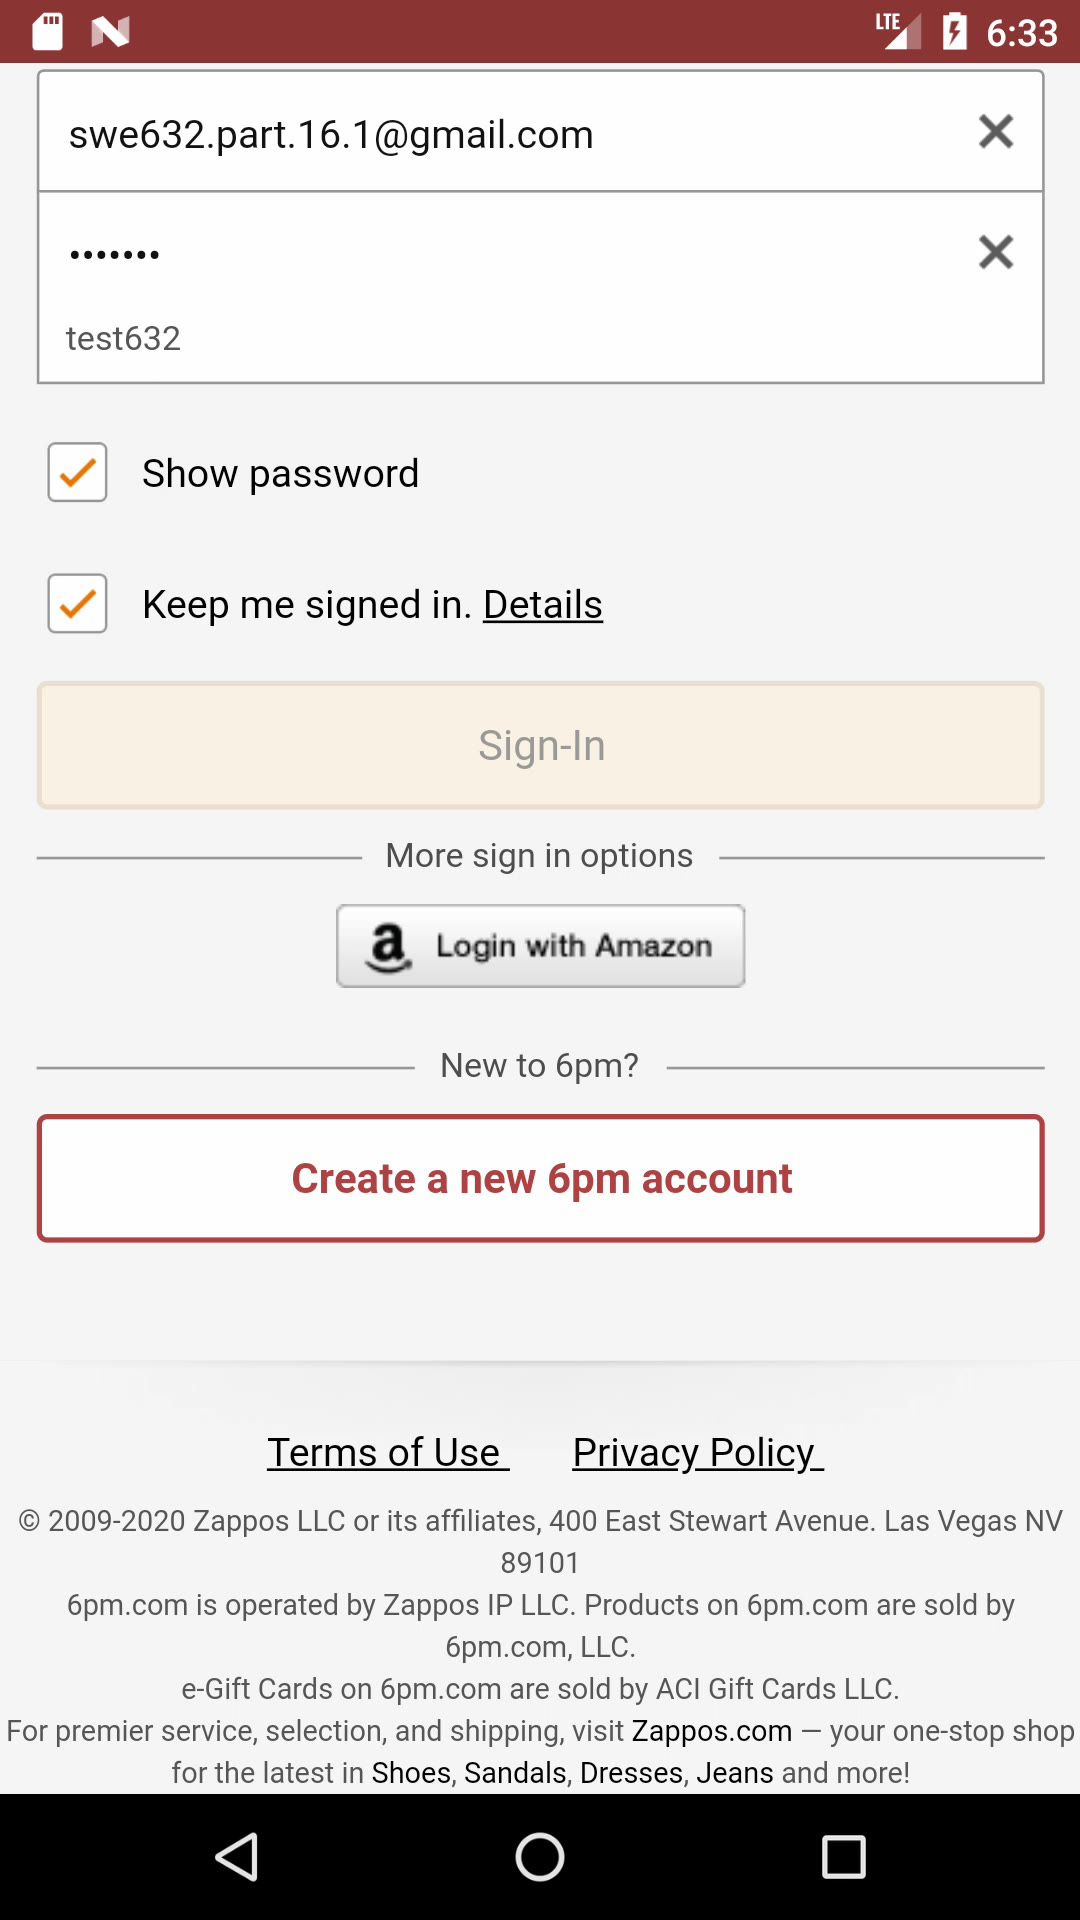 LTE 6:33
swe632.part.16.1@gmail.com
•••••••
test632
Show password
Keep me signed in. Details
Sign-In
More sign in options
a Login with Amazon
New to 6pm?
Create a new 6pm account
Terms of Use Privacy Policy
© 2009-2020 Zappos LLC or its affiliates, 400 East Stewart Avenue. Las Vegas NV
89101
6pm.com is operated by Zappos IP LLC. Products on 6pm.com are sold by
6pm.com, LLC.
e-Gift Cards on 6pm.com are sold by ACI Gift Cards LLC.
For premier service, selection, and shipping, visit Zappos.com — your one-stop shop
for the latest in Shoes, Sandals, Dresses, Jeans and more!